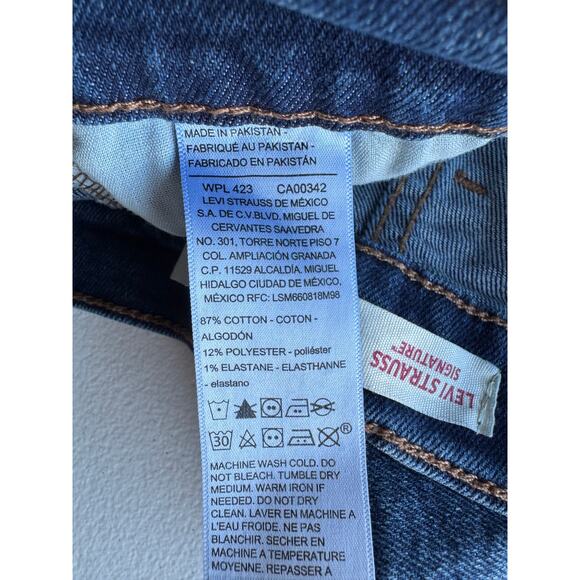 MADE IN PAKISTAN -
FABRIQUÉ AU PAKISTAN -
FABRICADO EN PAKISTÁN
WPL 423 CA00342
LEVI STRAUSS DE MÉXICO
S.A. DE C.V.BLVD. MIGUEL DE
CERVANTES SAAVEDRA
NO. 301, TORRE NORTE PISO 7
COL. AMPLIACIÓN GRANADA
C.P. 11529 ALCALDÍA. MIGUEL
HIDALGO CIUDAD DE MÉXICO,
MÉXICO RFC: LSM660818M98
87% COTTON - COTON -
ALGODÓN
12% POLYESTER - poliéster
1% ELASTANE - ELASTHANNE
- elastano
30 ®
MACHINE WASH COLD. DO
NOT BLEACH. TUMBLE DRY
MEDIUM. WARM IRON IF
NEEDED. DO NOT DRY
CLEAN. LAVER EN MACHINE A
L'EAU FROIDE. NE PAS
BLANCHIR. SECHER EN
MACHINE A TEMPERATURE
MOYENNE. REPASSER A
LEVI STRAUSS
SIGNATURE™